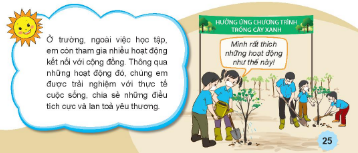 Ở trường, ngoài việc học tập,
em còn tham gia nhiều hoạt động
kết nối với cộng đồng. Thông qua
những hoạt động đó, chúng em
được trải nghiệm với thực tế
cuộc sống, chia sẻ những điều
tích cực và lan toả yêu thương.
HƯỞNG ỨNG CHƯƠNG TRÌNH
TRỒNG CÂY XANH
Mình rất thích
những hoạt động
như thế này!
25